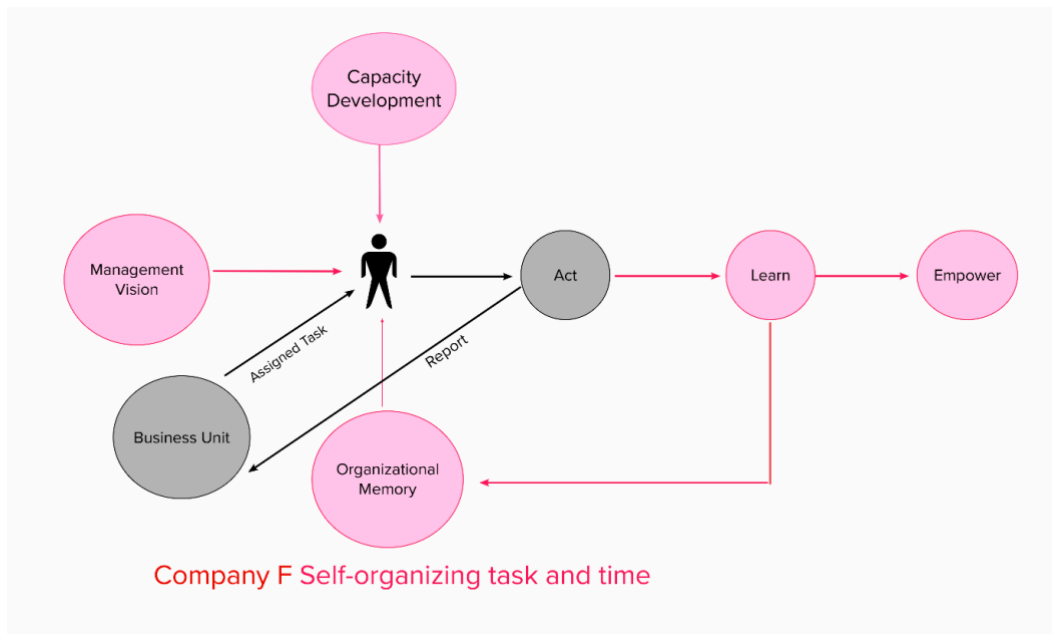 Capacity
Development
Management
Vision
Act
Learn
Empower
Assigned Task
Report
Business Unit
Organizational
Memory
Company F Self-organizing task and time